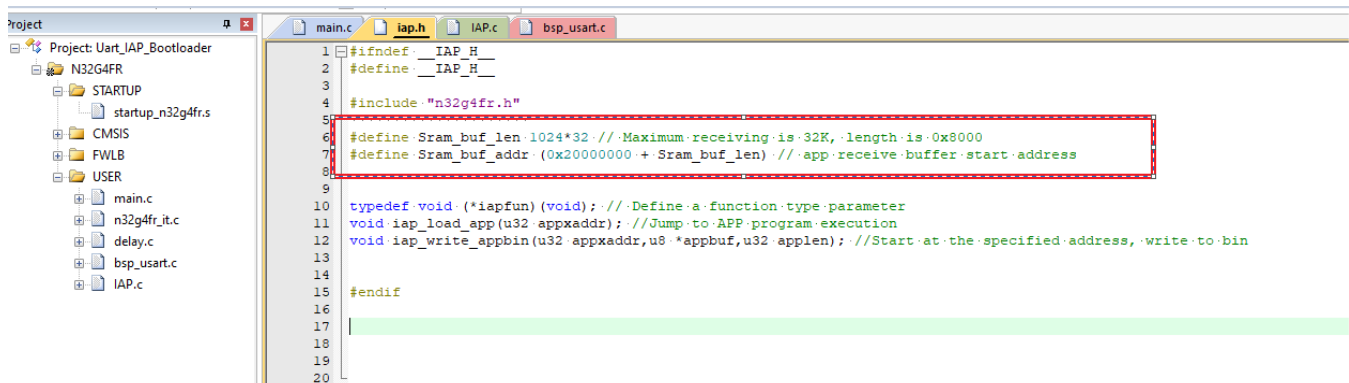 Project
Project: Uart_IAP_Bootloader
N32G4FR
STARTUP
startup_n32g4fr.s
CMSIS
FWLB
USER
main.c
n32g4fr_it.c
delay.c
bsp_usart.c
IAP.c
main.c iap.h IAP.c bsp_usart.c
1 #ifndef __IAP_H__
2 #define __IAP_H__
3
4 #include "n32g4fr.h"
5
6 #define Sram_buf_len 1024*32 // Maximum receiving is 32K, length is 0x8000
7 #define Sram_buf_addr (0x20000000 + Sram_buf_len) // app receive buffer start address
8
9
10 typedef void (*iapfun)(void); // Define a function type parameter
11 void iap_load_app(u32 appxaddr); //Jump to APP program execution
12 void iap_write_appbin(u32 appxaddr,u8 *appbuf,u32 applen); //Start at the specified address, write to bin
13
14
15 #endif
16
17
18
19
20